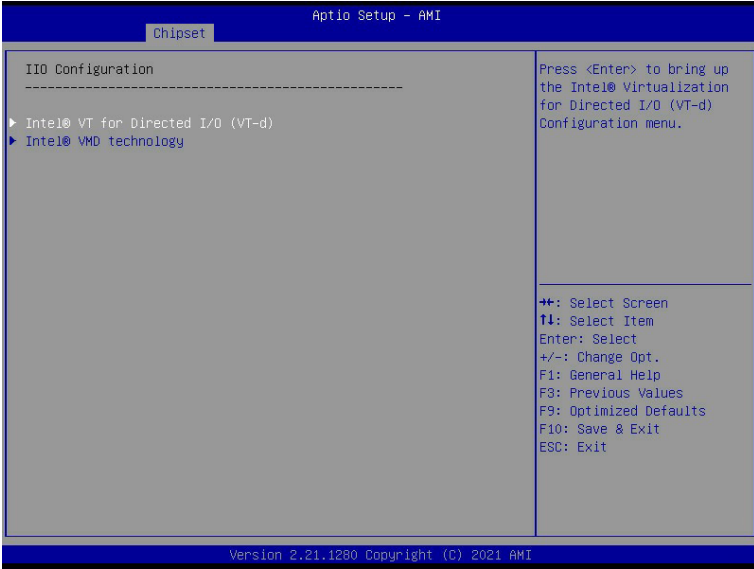 Aptio Setup – AMI
Chipset
IIO Configuration
--------------------------------------------------
Intel® VT for Directed I/O (VT-d)
Intel® VMD technology
Press <Enter> to bring up
the Intel® Virtualization
for Directed I/O (VT-d)
Configuration menu.
→←: Select Screen
↑↓: Select Item
Enter: Select
+/-: Change Opt.
F1: General Help
F3: Previous Values
F9: Optimized Defaults
F10: Save & Exit
ESC: Exit
Version 2.21.1280 Copyright (C) 2021 AMI